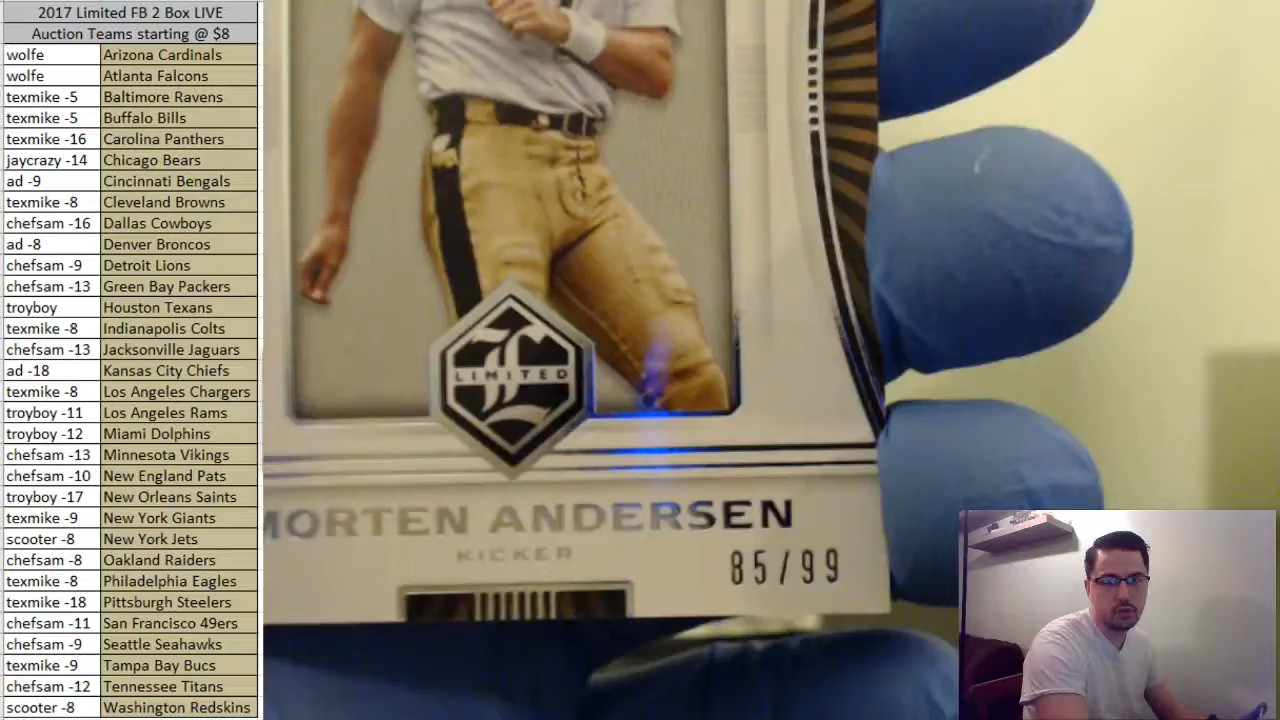 2017 Limited FB 2 Box LIVE
Auction Teams starting @ $8
wolfe Arizona Cardinals
wolfe Atlanta Falcons
texmike -5 Baltimore Ravens
texmike -5 Buffalo Bills
texmike -16 Carolina Panthers
jaycrazy -14 Chicago Bears
ad -9 Cincinnati Bengals
texmike -8 Cleveland Browns
chefsam -16 Dallas Cowboys
ad -8 Denver Broncos
chefsam -9 Detroit Lions
chefsam -13 Green Bay Packers
troyboy Houston Texans
texmike -8 Indianapolis Colts
chefsam -13 Jacksonville Jaguars
ad -18 Kansas City Chiefs
texmike -8 Los Angeles Chargers
troyboy -11 Los Angeles Rams
troyboy -12 Miami Dolphins
chefsam -13 Minnesota Vikings
chefsam -10 New England Pats
troyboy -17 New Orleans Saints
texmike -9 New York Giants
scooter -8 New York Jets
chefsam -8 Oakland Raiders
texmike -8 Philadelphia Eagles
texmike -18 Pittsburgh Steelers
chefsam -11 San Francisco 49ers
chefsam -9 Seattle Seahawks
texmike -9 Tampa Bay Bucs
chefsam -12 Tennessee Titans
scooter -8 Washington Redskins
L
LIMITED
MORTEN ANDERSEN
KICKER
85/99